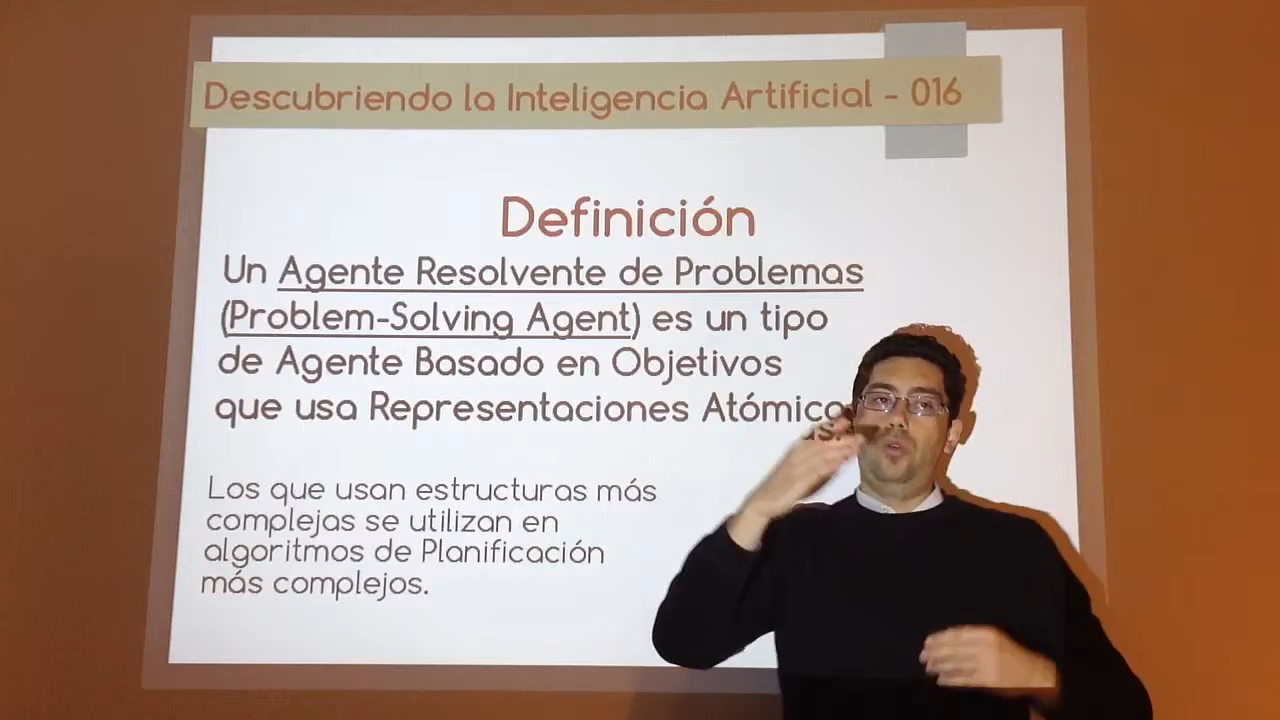 Descubriendo la Inteligencia Artificial - 016
Definición
Un Agente Resolvente de Problemas
(Problem-Solving Agent) es un tipo
de Agente Basado en Objetivos
que usa Representaciones Atómicas.
Los que usan estructuras más
complejas se utilizan en
algoritmos de Planificación
más complejos.